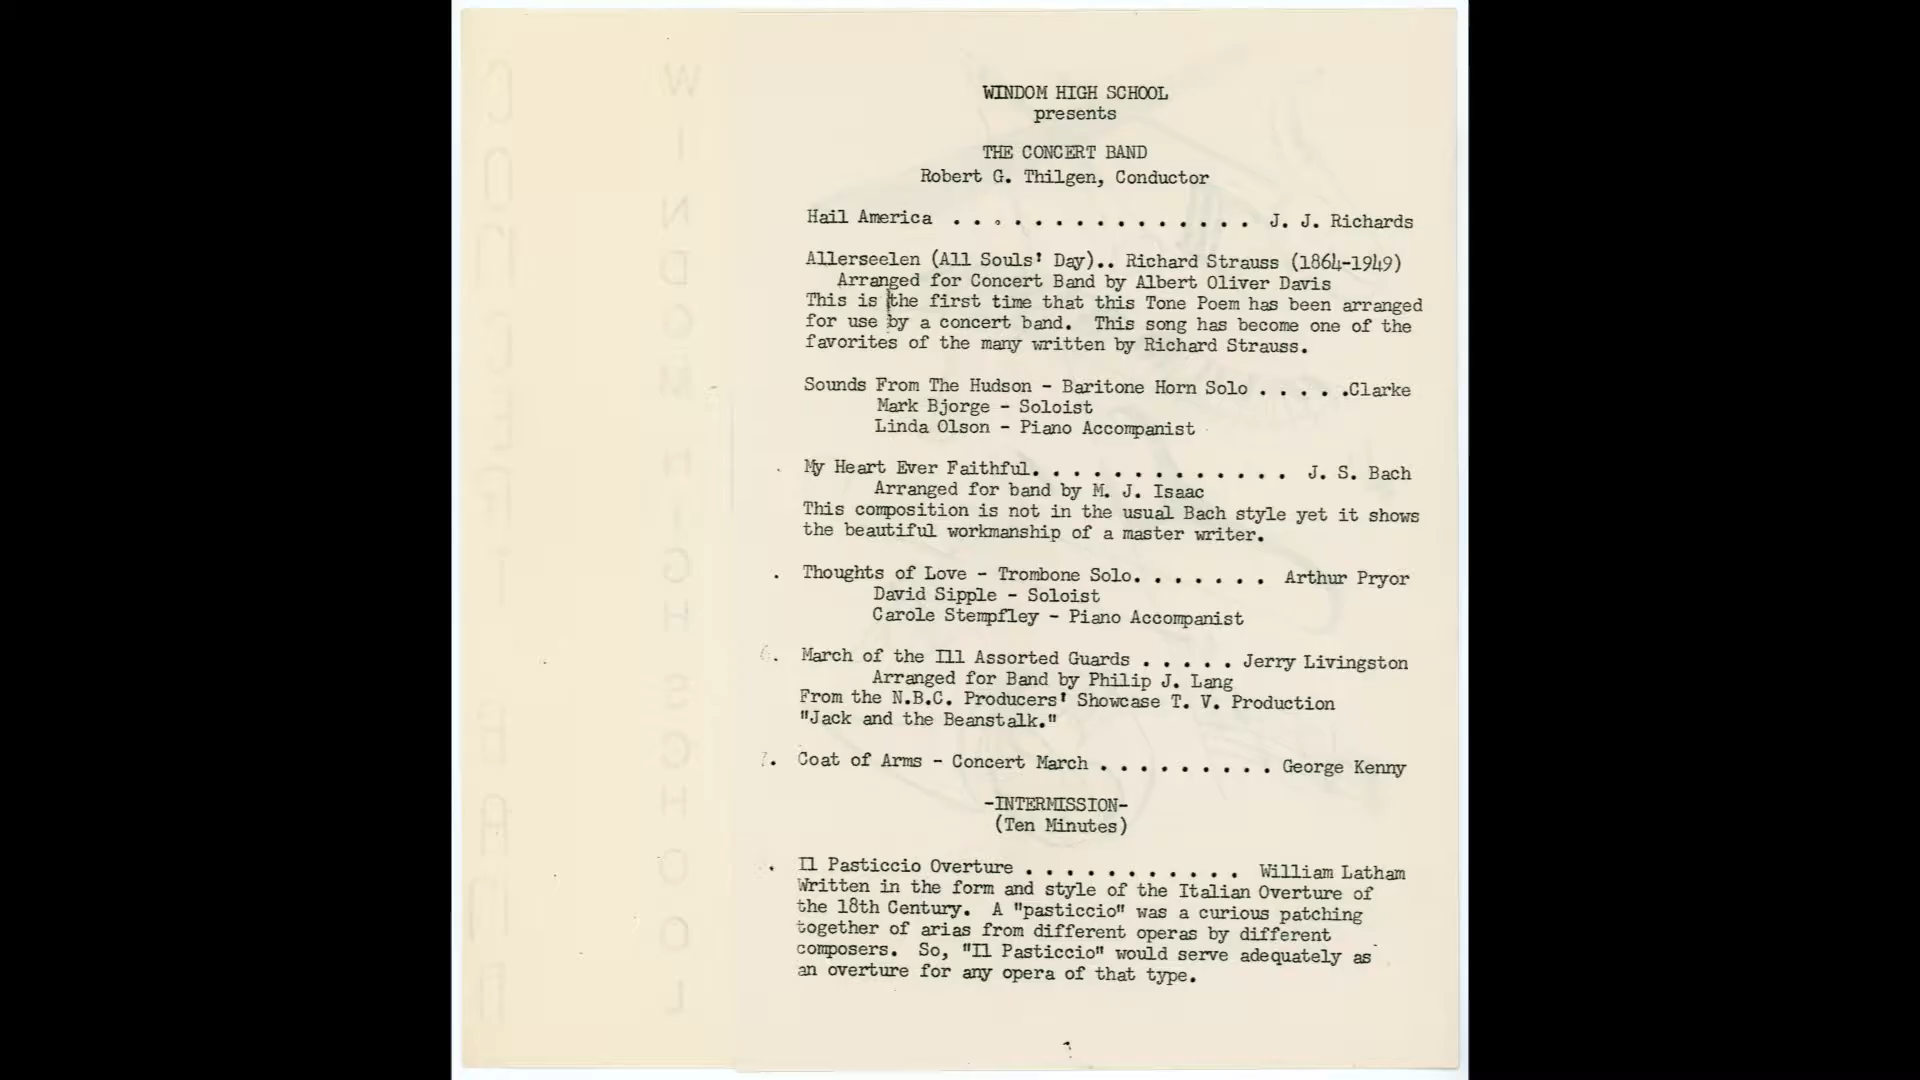 WINDOM HIGH SCHOOL
presents
THE CONCERT BAND
Robert G. Thilgen, Conductor
Hail America . . . . . . . . . . . . . . . J. J. Richards
Allerseelen (All Souls' Day).. Richard Strauss (1864-1949)
Arranged for Concert Band by Albert Oliver Davis
This is the first time that this Tone Poem has been arranged
for use by a concert band. This song has become one of the
favorites of the many written by Richard Strauss.
Sounds From The Hudson - Baritone Horn Solo . . . . .Clarke
Mark Bjorge - Soloist
Linda Olson - Piano Accompanist
. My Heart Ever Faithful. . . . . . . . . . . . . J. S. Bach
Arranged for band by M. J. Isaac
This composition is not in the usual Bach style yet it shows
the beautiful workmanship of a master writer.
. Thoughts of Love - Trombone Solo. . . . . . . Arthur Pryor
David Sipple - Soloist
Carole Stempfley - Piano Accompanist
6. March of the Ill Assorted Guards . . . . . Jerry Livingston
Arranged for Band by Philip J. Lang
From the N.B.C. Producers' Showcase T. V. Production
"Jack and the Beanstalk."
7. Coat of Arms - Concert March . . . . . . . . . George Kenny
-INTERMISSION-
(Ten Minutes)
. Il Pasticcio Overture . . . . . . . . . . . William Latham
Written in the form and style of the Italian Overture of
the 18th Century. A "pasticcio" was a curious patching
together of arias from different operas by different
composers. So, "Il Pasticcio" would serve adequately as
an overture for any opera of that type.
WINDOM HIGH SCHOOL
CONCERT BAND